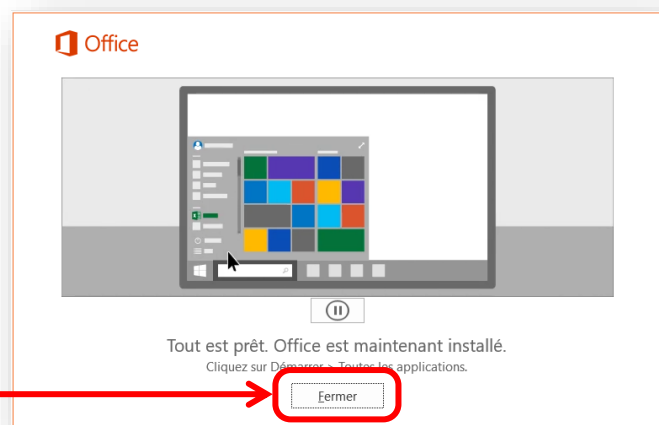 Office
Tout est prêt. Office est maintenant installé.
Cliquez sur Démarrer > Toutes les applications.
Fermer